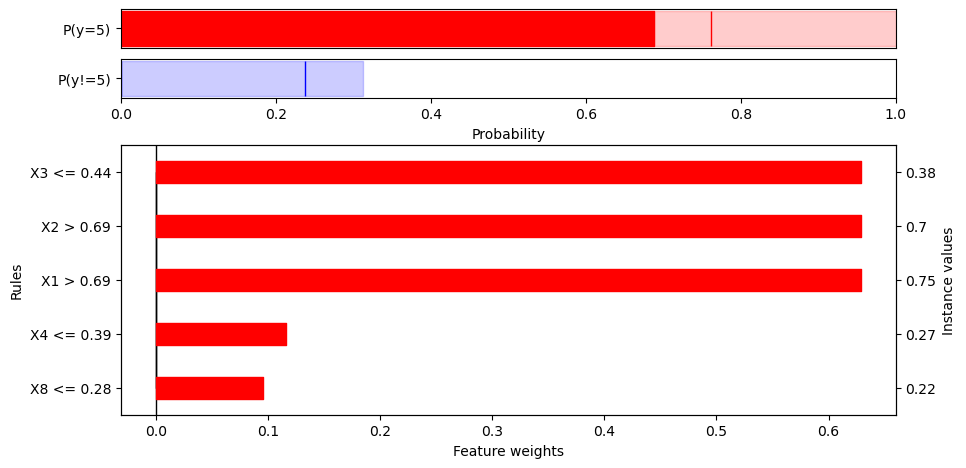 P(y=5)
P(y!=5)
0.0 0.2 0.4 0.6 0.8 1.0
Probability
X3 <= 0.44 0.38
X2 > 0.69 0.7
X1 > 0.69 0.75
X4 <= 0.39 0.27
X8 <= 0.28 0.22
Rules
Instance values
0.0 0.1 0.2 0.3 0.4 0.5 0.6
Feature weights